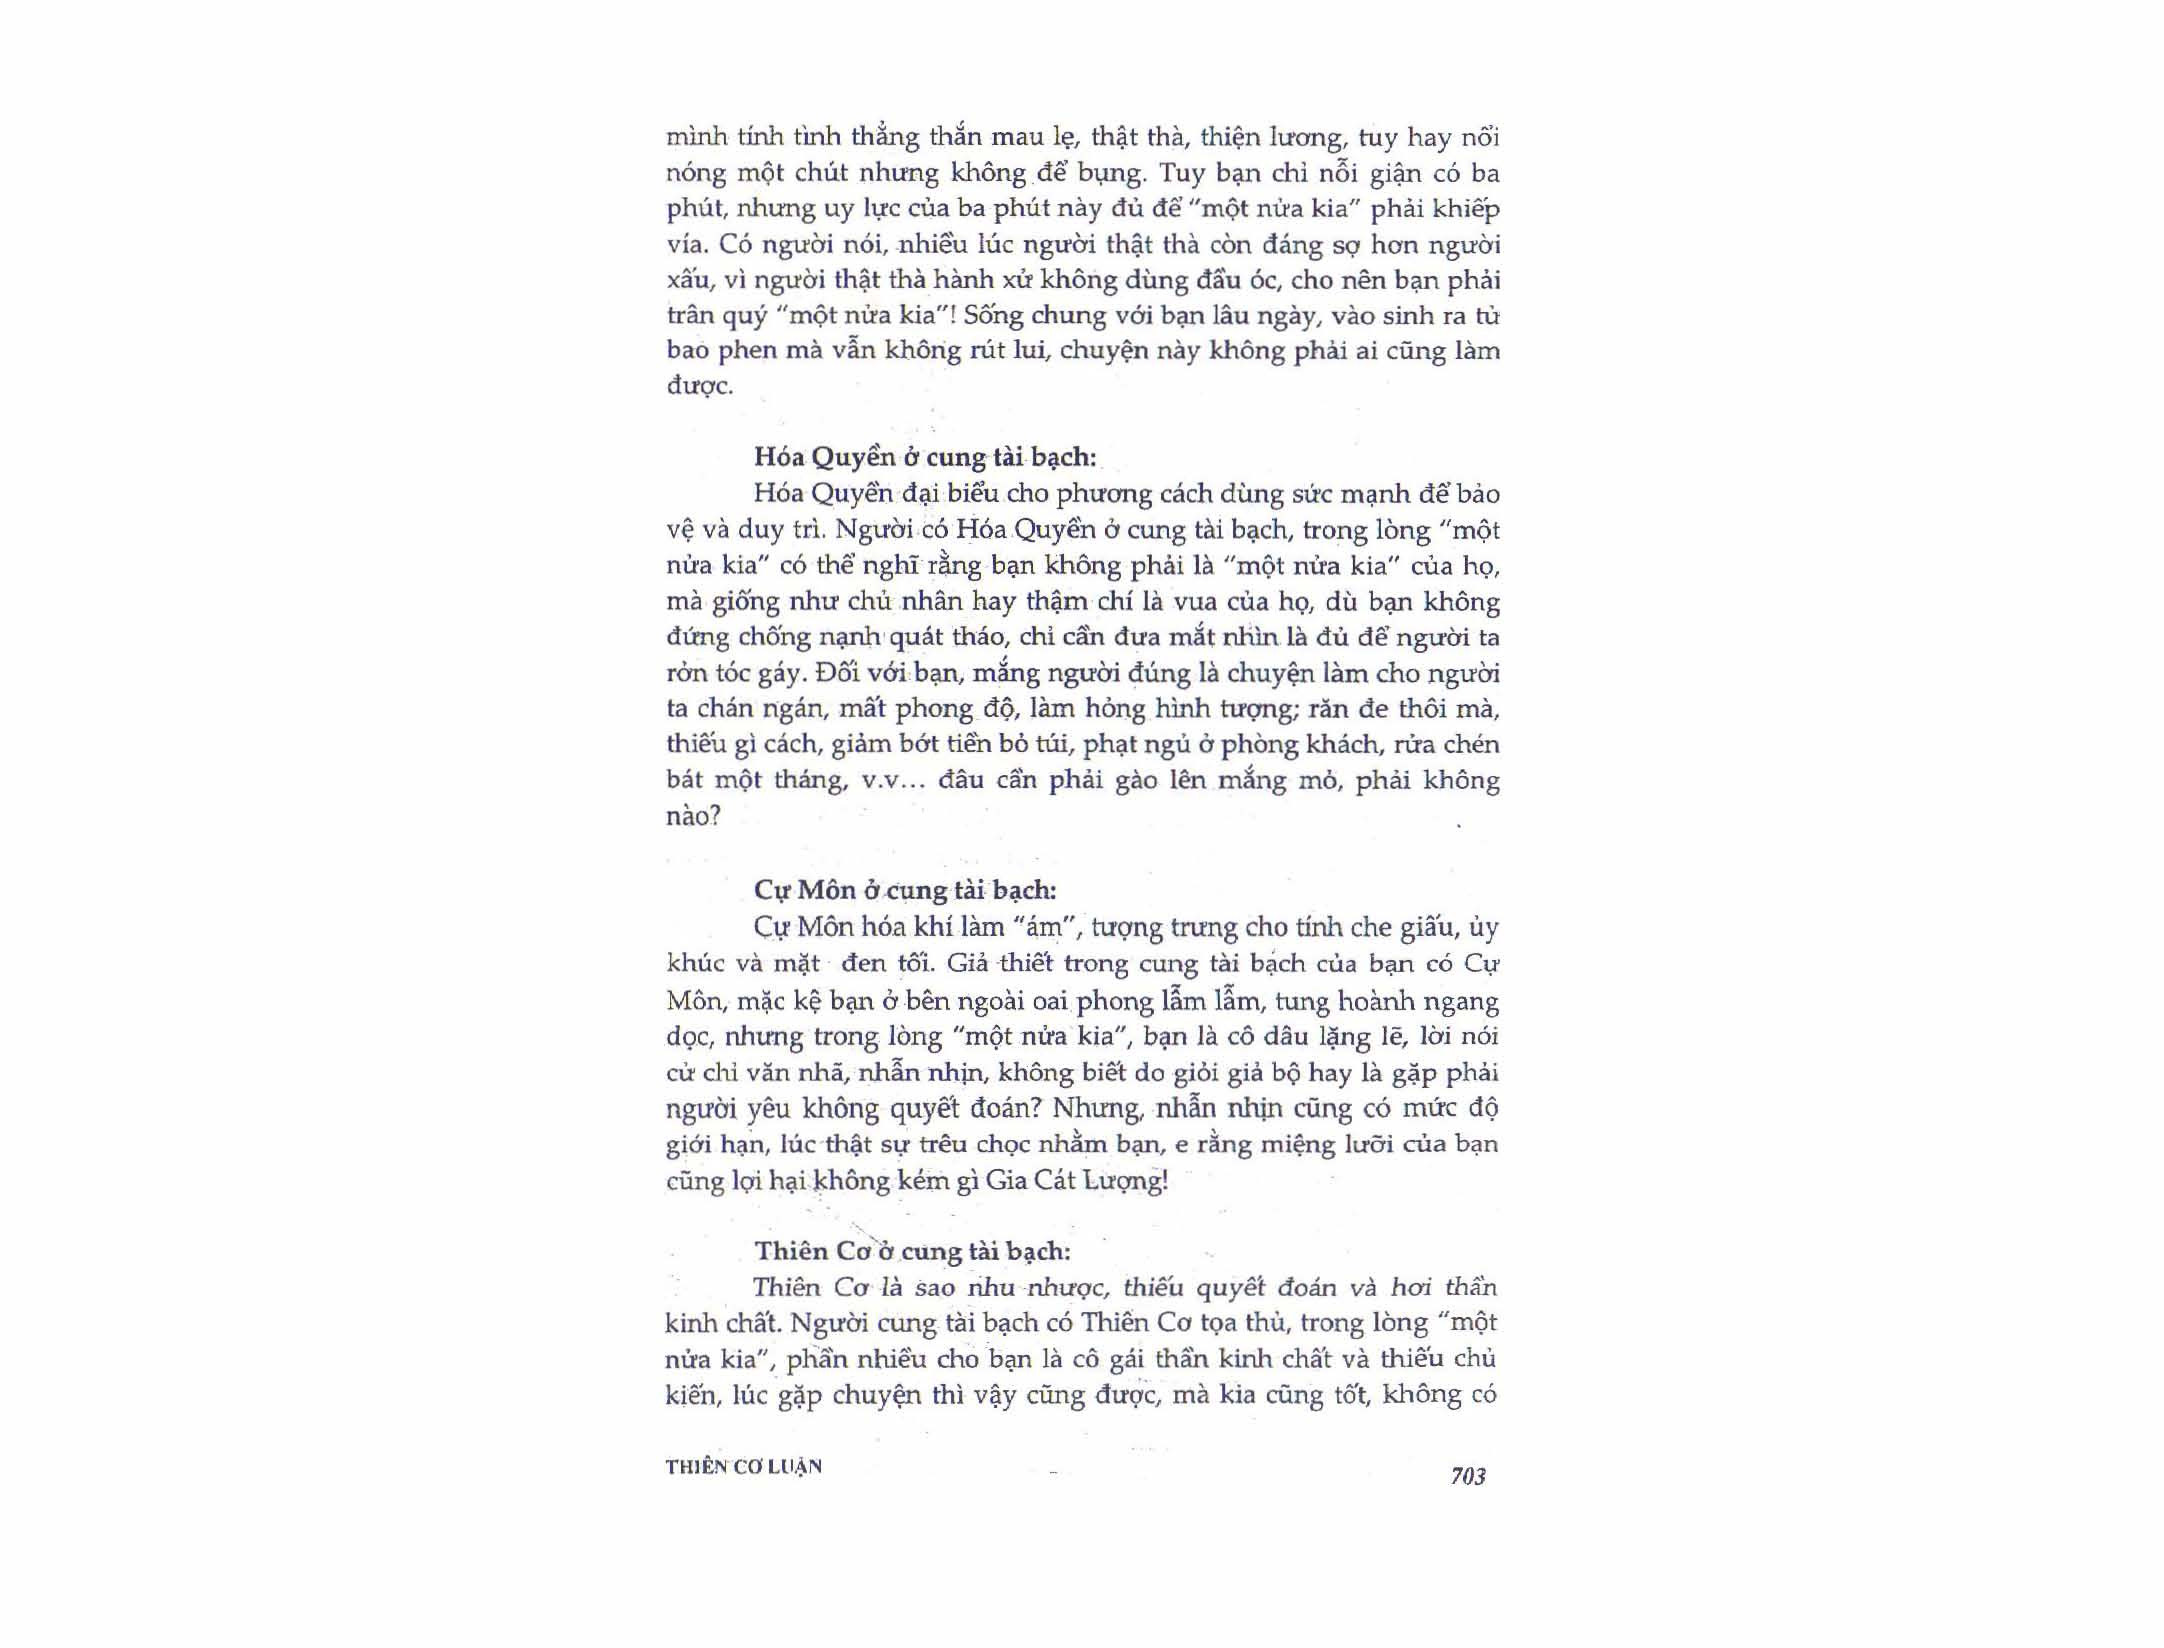 mình tính tình thẳng thắn mau lẹ, thật thà, thiện lương, tuy hay nổi
nóng một chút nhưng không để bụng. Tuy bạn chỉ nỗi giận có ba
phút, nhưng uy lực của ba phút này đủ để "một nửa kia" phải khiếp
vía. Có người nói, nhiều lúc người thật thà còn đáng sợ hơn người
xấu, vì người thật thà hành xử không dùng đầu óc, cho nên bạn phải
trân quý "một nửa kia"! Sống chung với bạn lâu ngày, vào sinh ra tử
bao phen mà vẫn không rút lui, chuyện này không phải ai cũng làm
được.
Hóa Quyền ở cung tài bạch:
Hóa Quyền đại biểu cho phương cách dùng sức mạnh để bảo
vệ và duy trì. Người có Hóa Quyền ở cung tài bạch, trong lòng "một
nửa kia" có thể nghĩ rằng bạn không phải là "một nửa kia" của họ,
mà giống như chủ nhân hay thậm chí là vua của họ, dù bạn không
đứng chống nạnh quát tháo, chỉ cần đưa mắt nhìn là đủ để người ta
rởn tóc gáy. Đối với bạn, mắng người đúng là chuyện làm cho người
ta chán ngán, mất phong độ, làm hỏng hình tượng; răn đe thôi mà,
thiếu gì cách, giảm bớt tiền bỏ túi, phạt ngủ ở phòng khách, rửa chén
bát một tháng, v.v... đâu cần phải gào lên mắng mỏ, phải không
nào?
Cự Môn ở cung tài bạch:
Cự Môn hóa khí làm "ám", tượng trưng cho tính che giấu, ủy
khúc và mặt đen tối. Giả thiết trong cung tài bạch của bạn có Cự
Môn, mặc kệ bạn ở bên ngoài oai phong lẫm lẫm, tung hoành ngang
dọc, nhưng trong lòng "một nửa kia", bạn là cô dâu lặng lẽ, lời nói
cử chỉ văn nhã, nhẫn nhịn, không biết do giỏi giả bộ hay là gặp phải
người yêu không quyết đoán? Nhưng, nhẫn nhịn cũng có mức độ
giới hạn, lúc thật sự trêu chọc nhằm bạn, e rằng miệng lưỡi của bạn
cũng lợi hại không kém gì Gia Cát Lượng!
Thiên Cơ ở cung tài bạch:
Thiên Cơ là sao nhu nhược, thiếu quyết đoán và hơi thần
kinh chất. Người cung tài bạch có Thiên Cơ tọa thủ, trong lòng "một
nửa kia", phần nhiều cho bạn là cô gái thần kinh chất và thiếu chủ
kiến, lúc gặp chuyện thì vậy cũng được, mà kia cũng tốt, không có
THIÊN CƠ LUẬN
703